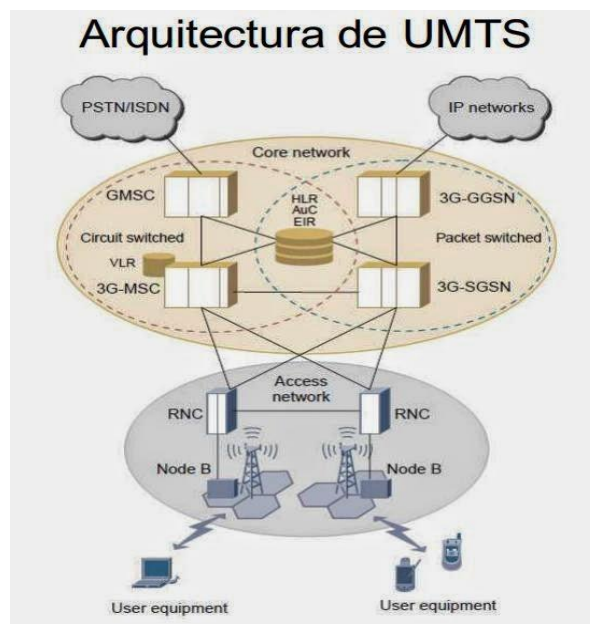 Arquitectura de UMTS
PSTN/ISDN
IP networks
Core network
GMSC
HLR
AuC
EIR
3G-GGSN
Circuit switched
Packet switched
VLR
3G-MSC
3G-SGSN
Access
network
RNC
RNC
Node B
Node B
User equipment
User equipment